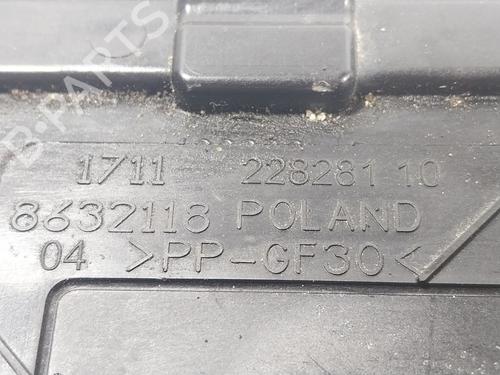 B-PARTS
1711 228281 10
8632118 POLAND
04 >PP-GF30<